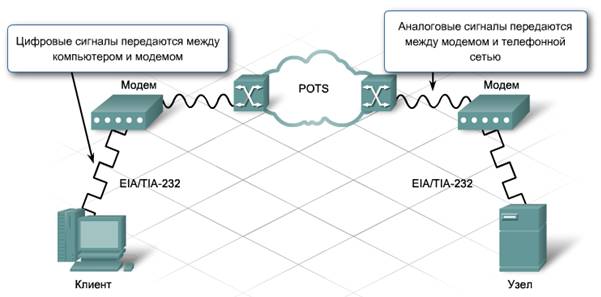 Цифровые сигналы передаются между
компьютером и модемом
Аналоговые сигналы передаются
между модемом и телефонной
сетью
Модем
POTS
Модем
EIA/TIA-232
EIA/TIA-232
Клиент
Узел